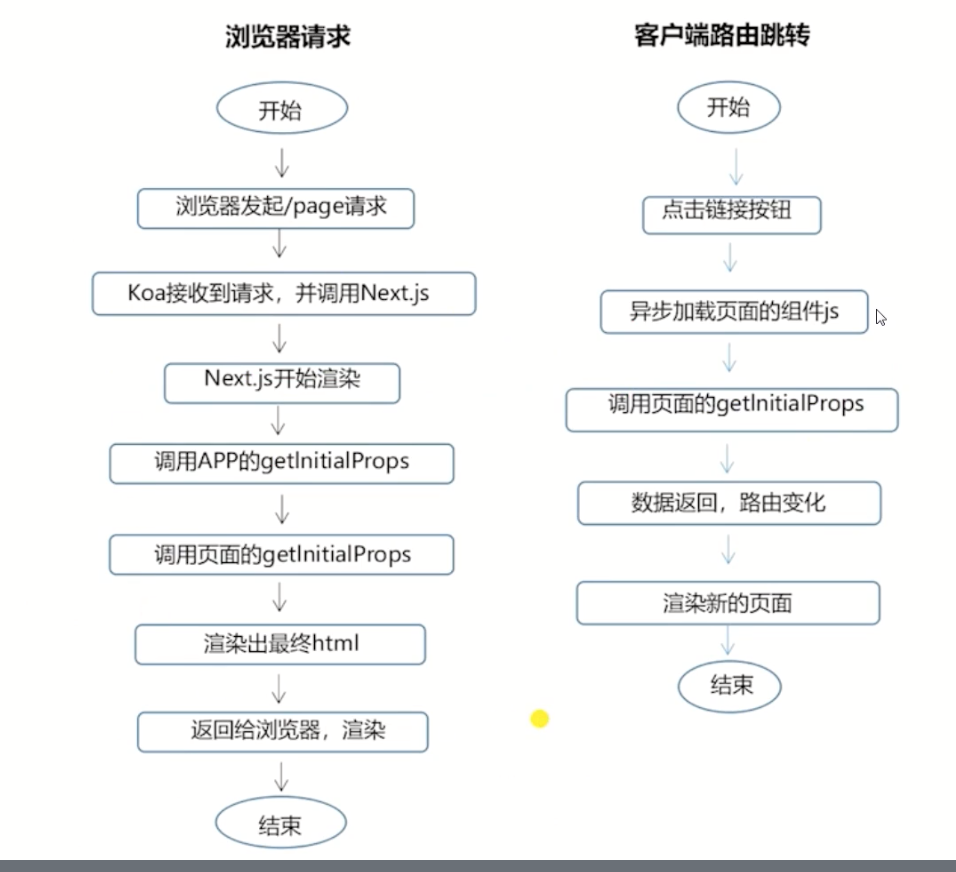 浏览器请求
开始
浏览器发起/page请求
Koa接收到请求，并调用Next.js
Next.js开始渲染
调用APP的getInitialProps
调用页面的getInitialProps
渲染出最终html
返回给浏览器，渲染
结束
客户端路由跳转
开始
点击链接按钮
异步加载页面的组件js
调用页面的getInitialProps
数据返回，路由变化
渲染新的页面
结束